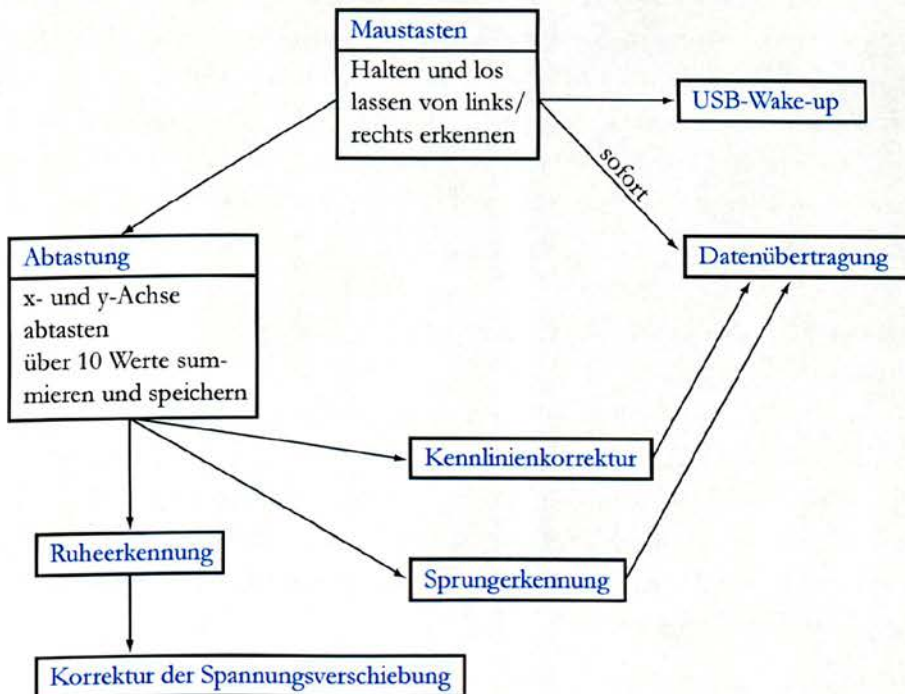 Maustasten
Halten und los
lassen von links/
rechts erkennen
USB-Wake-up
sofort
Abtastung
x- und y-Achse
abtasten
über 10 Werte sum-
mieren und speichern
Datenübertragung
Kennlinienkorrektur
Ruheerkennung
Sprungerkennung
Korrektur der Spannungsverschiebung